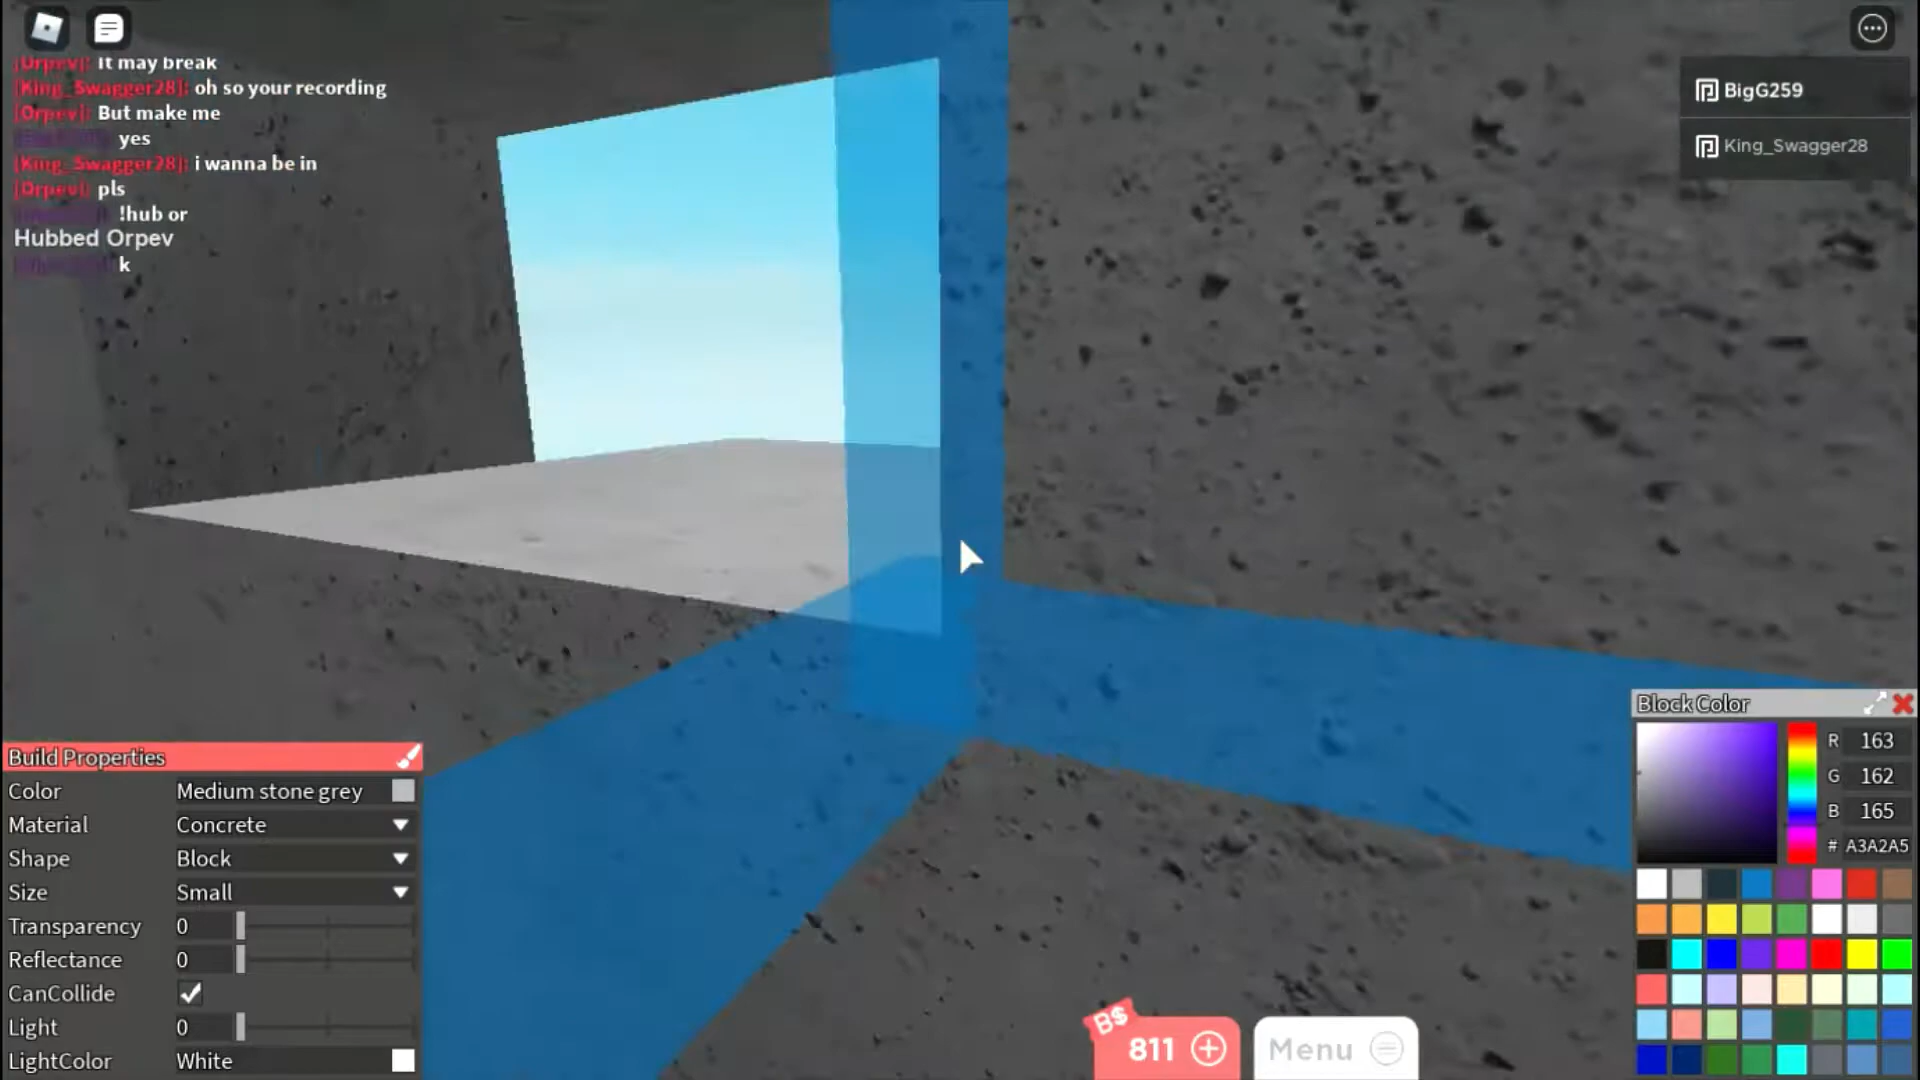 [Orpev]: It may break
[King_Swagger28]: oh so your recording
[Orpev]: But make me
yes
[King_Swagger28]: i wanna be in
[Orpev]: pls
!hub or
Hubbed Orpev
k
BigG259
King_Swagger28
Build Properties
Color Medium stone grey
Material Concrete
Shape Block
Size Small
Transparency 0
Reflectance 0
CanCollide
Light 0
LightColor White
Block Color
R 163
G 162
B 165
# A3A2A5
B$
811
Menu